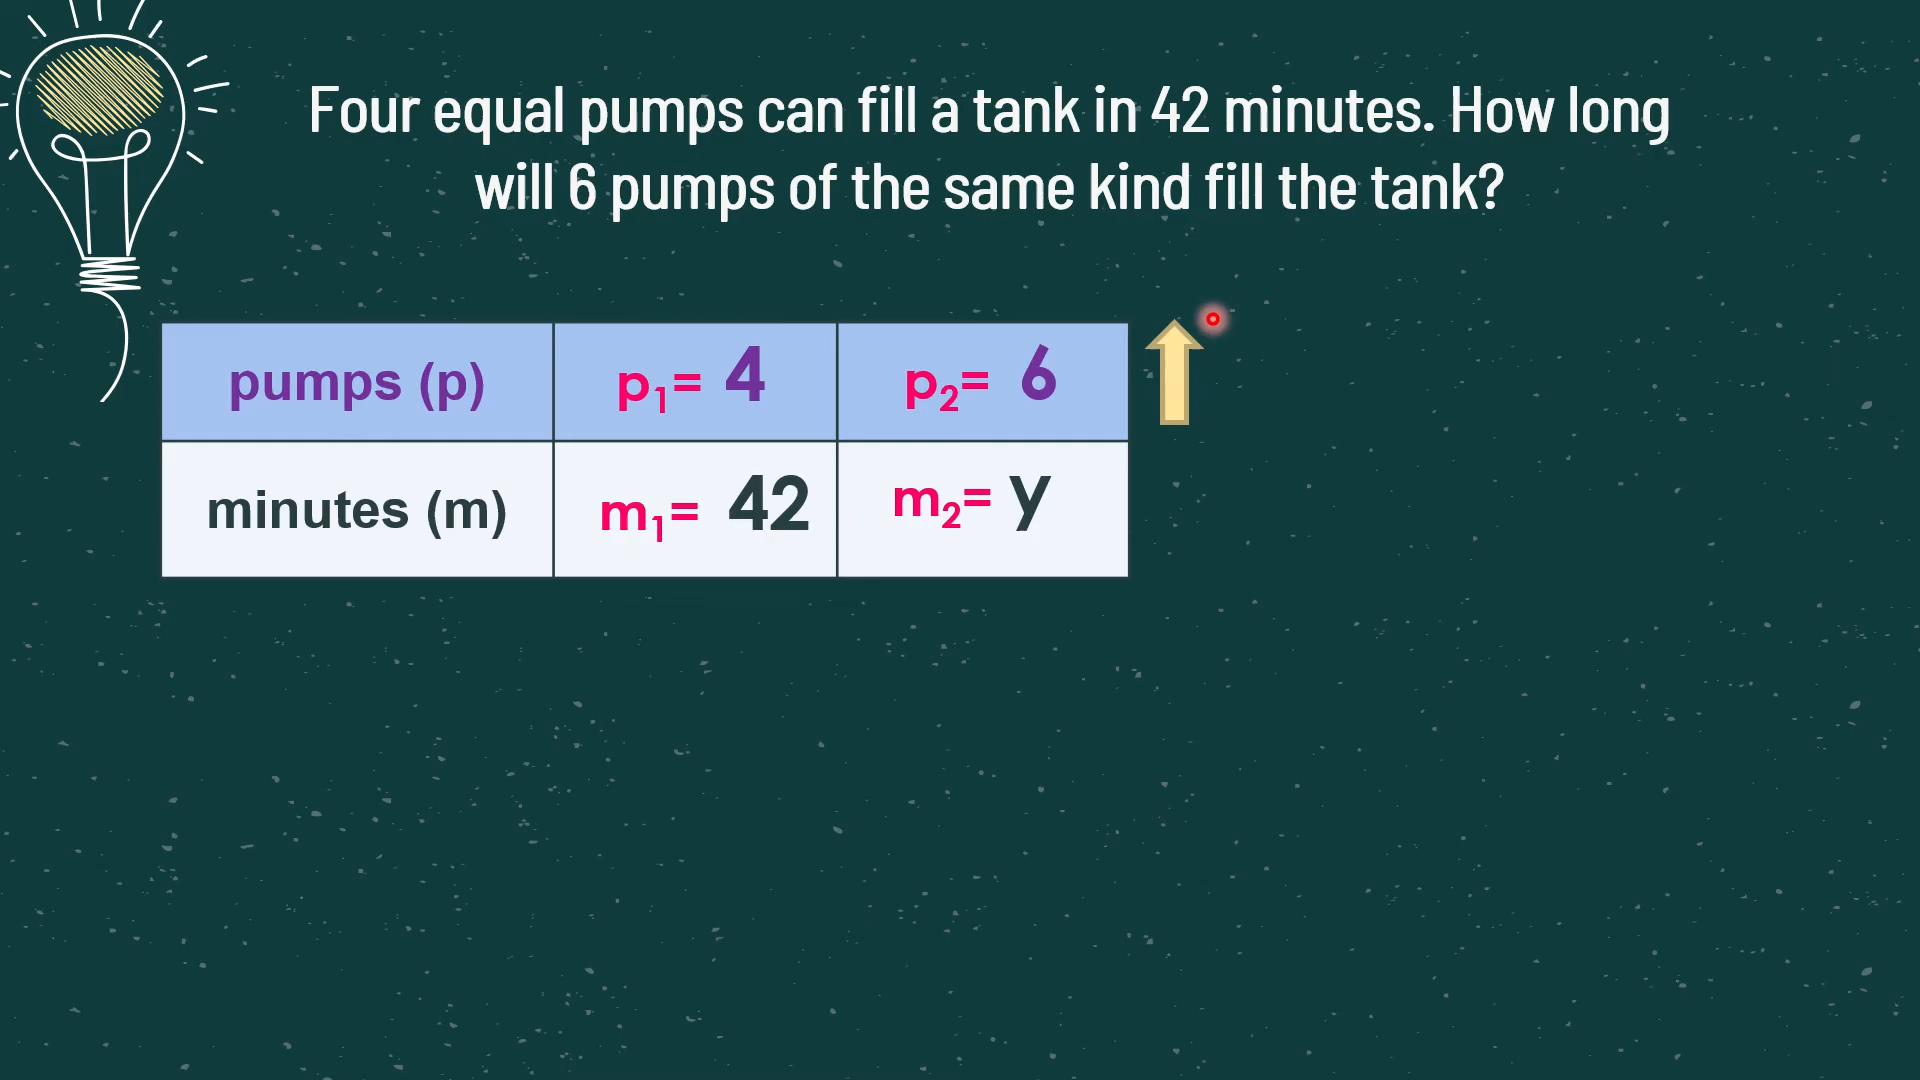 Four equal pumps can fill a tank in 42 minutes. How long
will 6 pumps of the same kind fill the tank?
pumps (p) p₁= 4 p₂= 6
minutes (m) m₁= 42 m₂= y